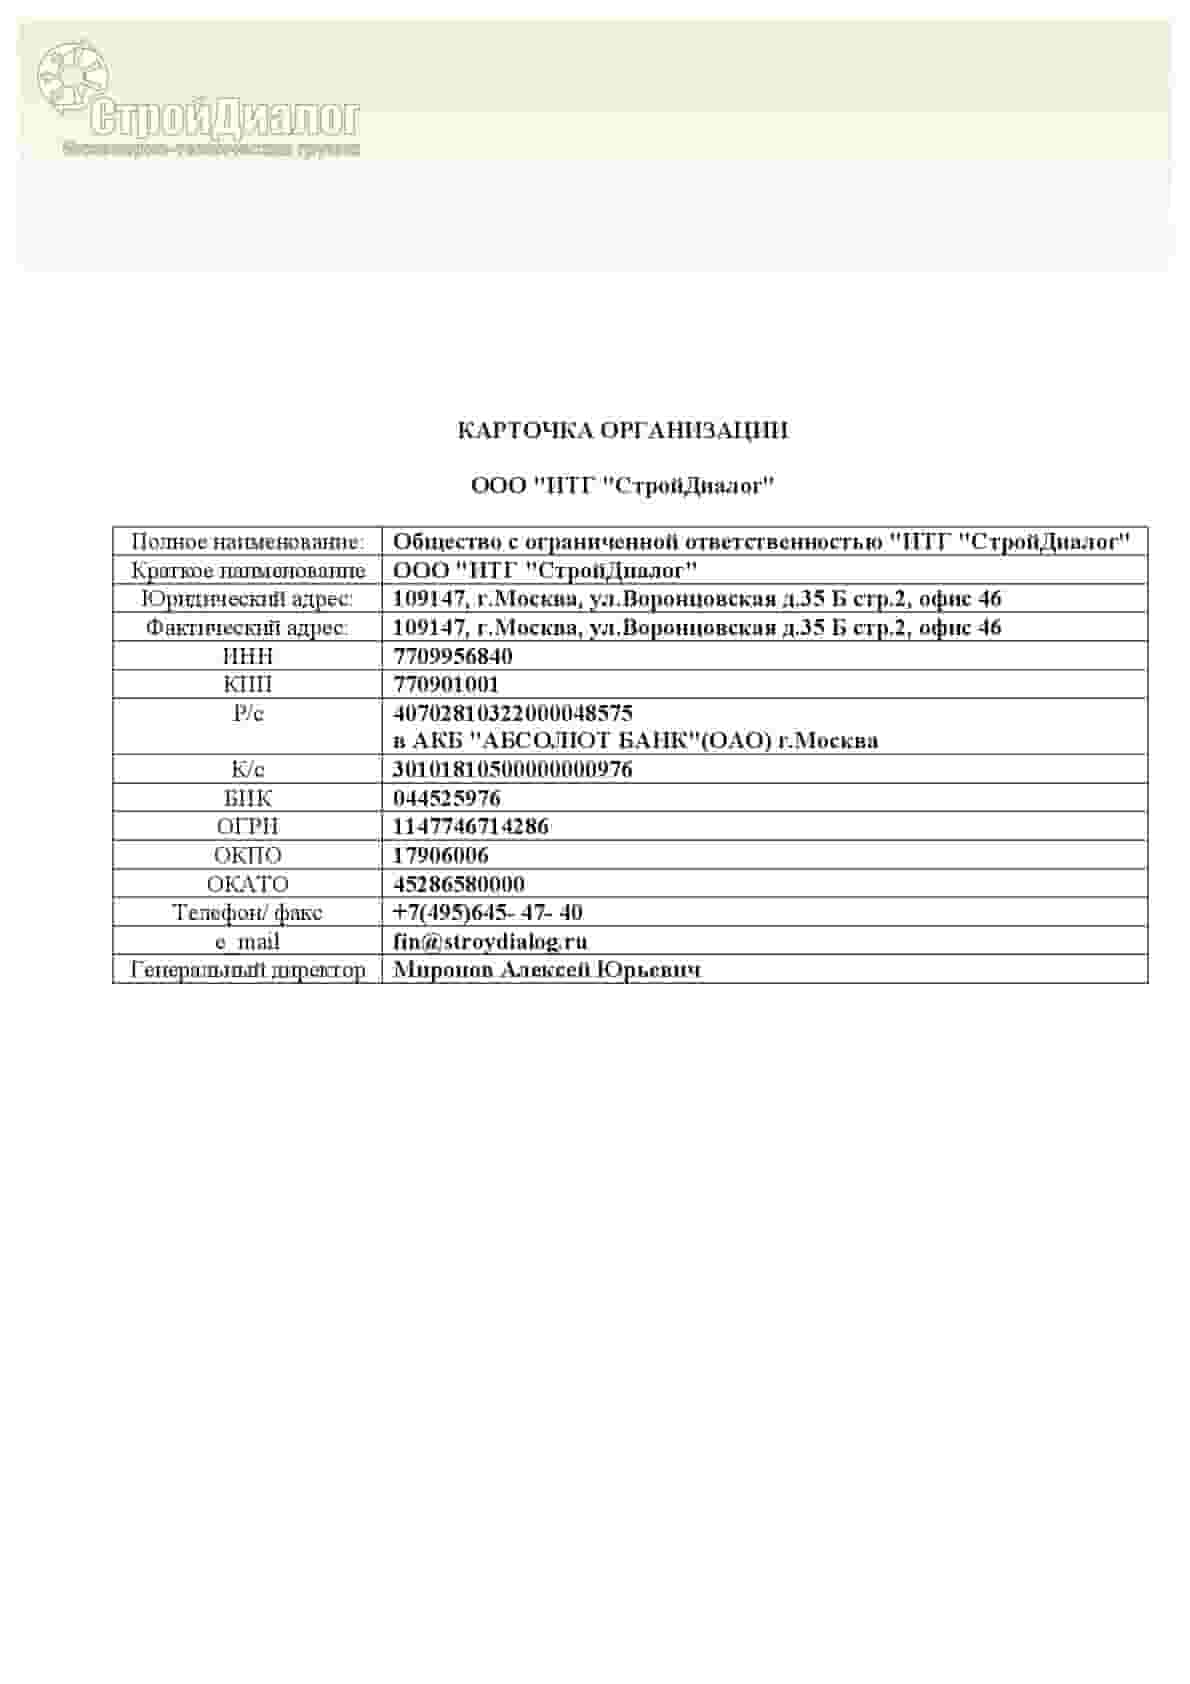 СтройДиалог
КАРТОЧКА ОРГАНИЗАЦИИ
ООО "ИТГ "СтройДиалог"
Полное наименование: Общество с ограниченной ответственностью "ИТГ "СтройДиалог"
Краткое наименование ООО "ИТГ "СтройДиалог"
Юридический адрес: 109147, г.Москва, ул.Воронцовская д.35 Б стр.2, офис 46
Фактический адрес: 109147, г.Москва, ул.Воронцовская д.35 Б стр.2, офис 46
ИНН 7709956840
КПП 770901001
Р/с 40702810322000048575
в АКБ "АБСОЛЮТ БАНК"(ОАО) г.Москва
К/с 30101810500000000976
БИК 044525976
ОГРН 1147746714286
ОКПО 17906006
ОКАТО 45286580000
Телефон/ факс +7(495)645- 47- 40
e_mail fin@stroydialog.ru
Генеральный директор Миронов Алексей Юрьевич